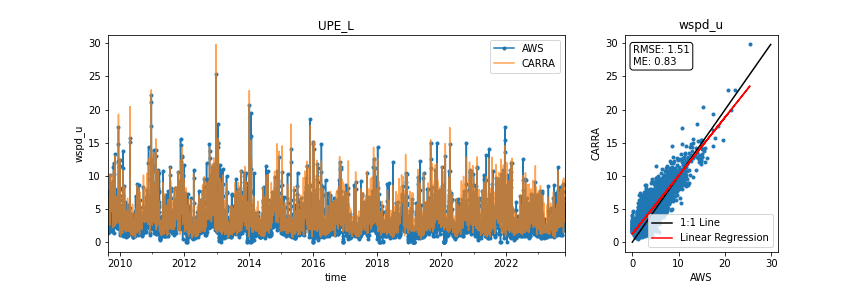 UPE_L
wspd_u
30
25
20
15
10
5
0
2010
2012
2014
2016
2018
2020
2022
time
AWS
CARRA
wspd_u
CARRA
30
25
20
15
10
5
0
0
10
20
30
AWS
RMSE: 1.51
ME: 0.83
1:1 Line
Linear Regression